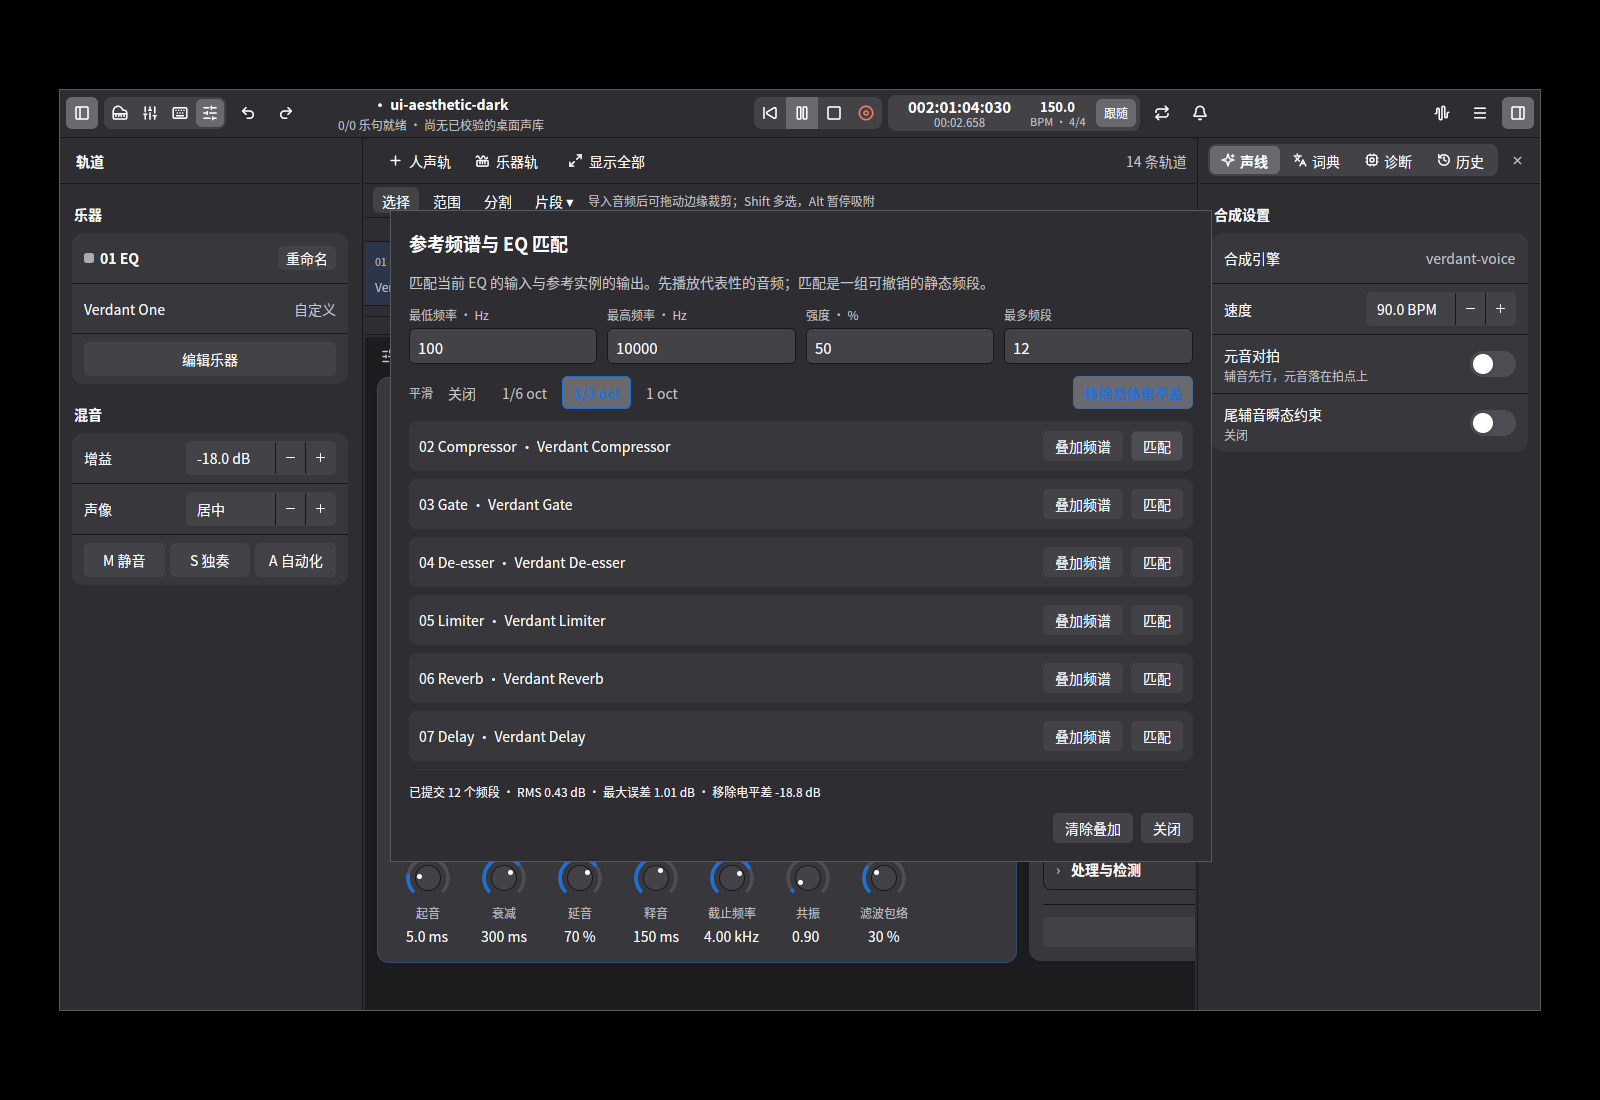 • ui-aesthetic-dark
0/0 乐句就绪 • 尚无已校验的桌面声库
002:01:04:030
00:02.658
150.0
BPM • 4/4
跟随
轨道
人声轨
乐器轨
显示全部
14 条轨道
声线
词典
诊断
历史
选择
范围
分割
片段 ▾
导入音频后可拖动边缘裁剪；Shift 多选，Alt 暂停吸附
乐器
01 EQ
重命名
Verdant One
自定义
编辑乐器
混音
增益
-18.0 dB
声像
居中
M 静音
S 独奏
A 自动化
01
Ver
参考频谱与 EQ 匹配
匹配当前 EQ 的输入与参考实例的输出。先播放代表性的音频；匹配是一组可撤销的静态频段。
最低频率 • Hz
最高频率 • Hz
强度 • %
最多频段
100
10000
50
12
平滑
关闭
1/6 oct
1/3 oct
1 oct
移除整体电平差
02 Compressor • Verdant Compressor
叠加频谱
匹配
03 Gate • Verdant Gate
叠加频谱
匹配
04 De-esser • Verdant De-esser
叠加频谱
匹配
05 Limiter • Verdant Limiter
叠加频谱
匹配
06 Reverb • Verdant Reverb
叠加频谱
匹配
07 Delay • Verdant Delay
叠加频谱
匹配
已提交 12 个频段 • RMS 0.43 dB • 最大误差 1.01 dB • 移除电平差 -18.8 dB
清除叠加
关闭
起音
衰减
延音
释音
截止频率
共振
滤波包络
5.0 ms
300 ms
70 %
150 ms
4.00 kHz
0.90
30 %
› 处理与检测
合成设置
合成引擎
verdant-voice
速度
90.0 BPM
元音对拍
辅音先行，元音落在拍点上
尾辅音瞬态约束
关闭